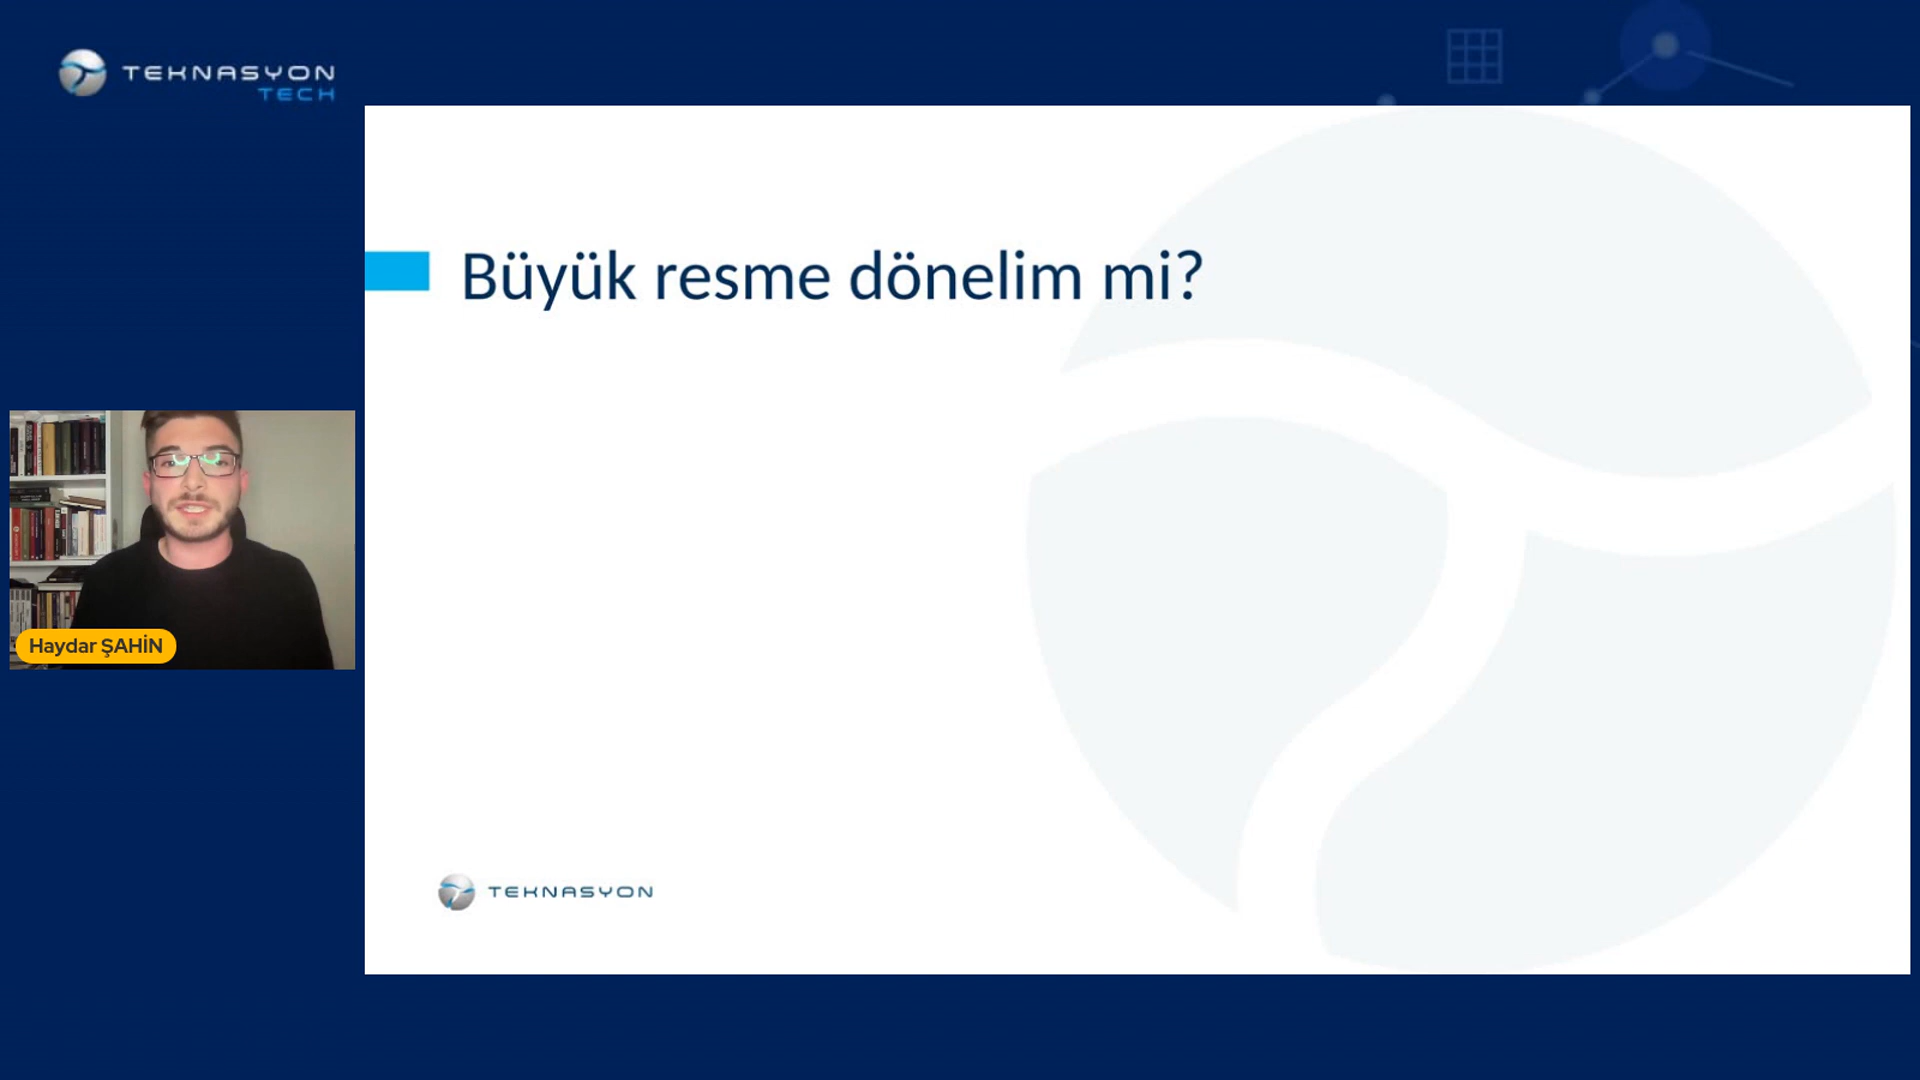 TEKNASYON
TECH
Büyük resme dönelim mi?
Haydar ŞAHİN
TEKNASYON